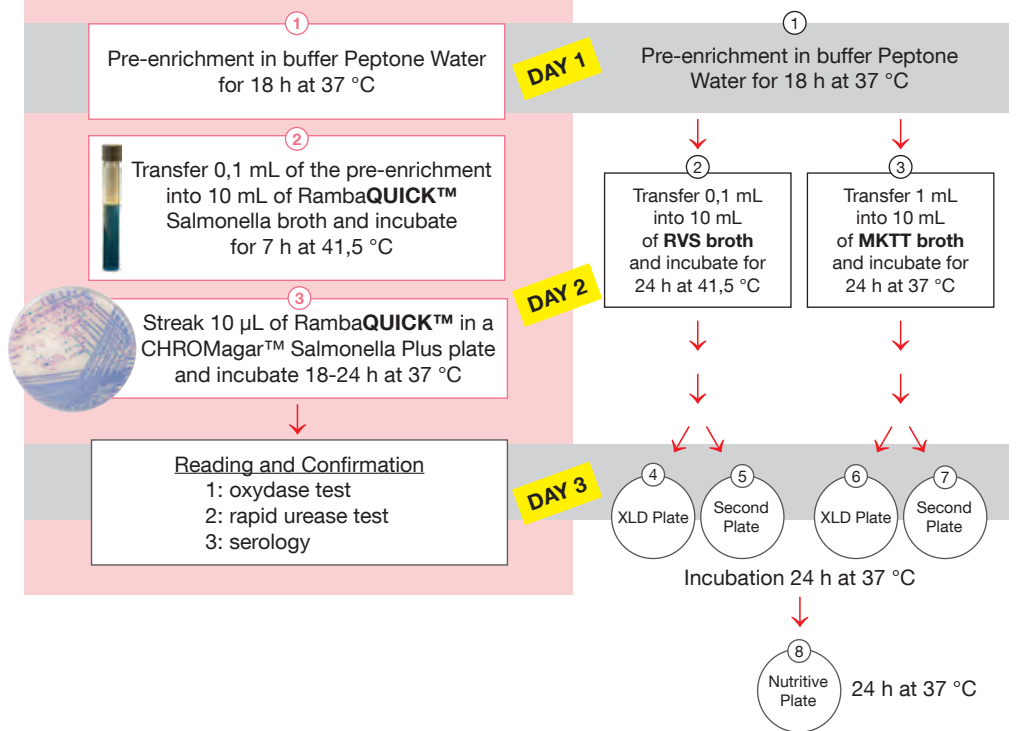 1
Pre-enrichment in buffer Peptone Water
for 18 h at 37 °C
2
Transfer 0,1 mL of the pre-enrichment
into 10 mL of RambaQUICK™
Salmonella broth and incubate
for 7 h at 41,5 °C
3
Streak 10 µL of RambaQUICK™ in a
CHROMagar™ Salmonella Plus plate
and incubate 18-24 h at 37 °C
Reading and Confirmation
1: oxydase test
2: rapid urease test
3: serology
DAY 1
DAY 2
DAY 3
1
Pre-enrichment in buffer Peptone
Water for 18 h at 37 °C
2
Transfer 0,1 mL
into 10 mL
of RVS broth
and incubate for
24 h at 41,5 °C
3
Transfer 1 mL
into 10 mL
of MKTT broth
and incubate for
24 h at 37 °C
4
XLD Plate
5
Second
Plate
6
XLD Plate
7
Second
Plate
Incubation 24 h at 37 °C
8
Nutritive
Plate
24 h at 37 °C